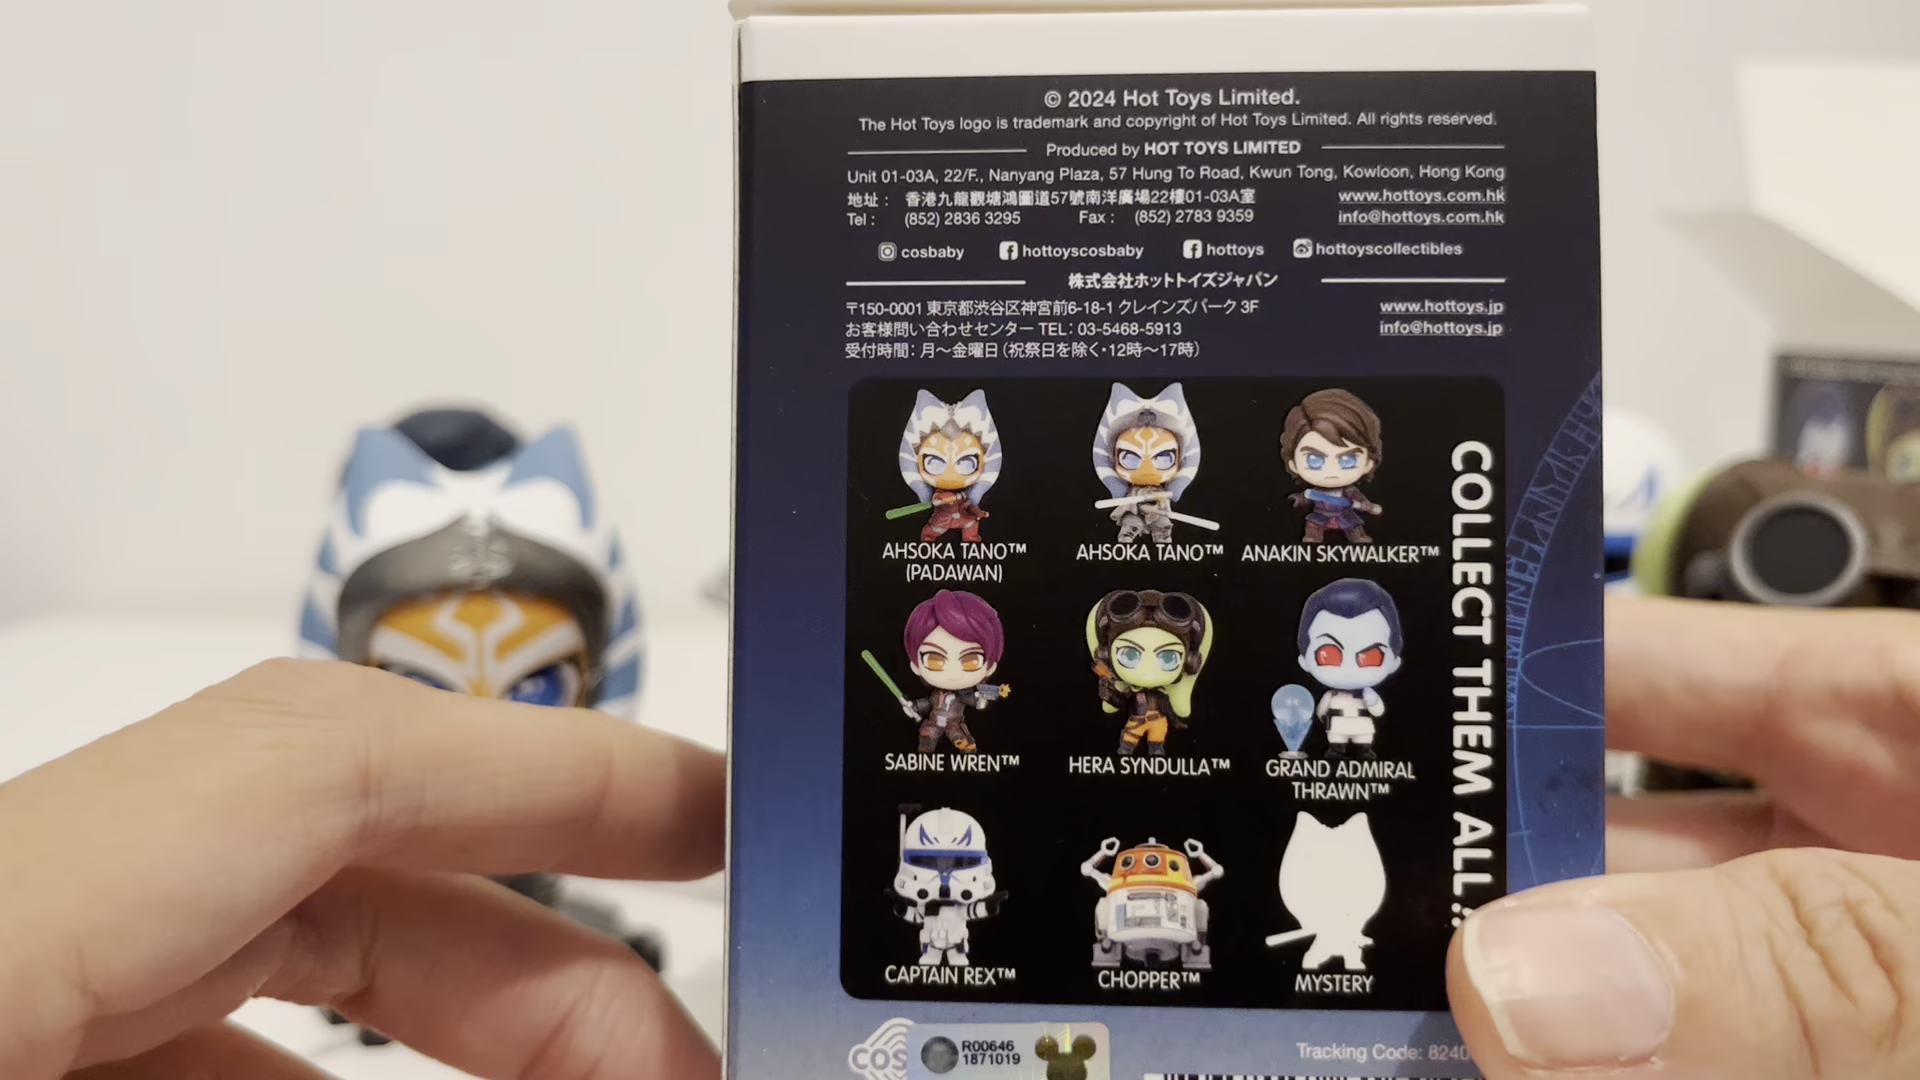 © 2024 Hot Toys Limited.
The Hot Toys logo is trademark and copyright of Hot Toys Limited. All rights reserved.
Produced by HOT TOYS LIMITED
Unit 01-03A, 22/F., Nanyang Plaza, 57 Hung To Road, Kwun Tong, Kowloon, Hong Kong
地址： 香港九龍觀塘鴻圖道57號南洋廣場22樓01-03A室 www.hottoys.com.hk
Tel : (852) 2836 3295 Fax : (852) 2783 9359 info@hottoys.com.hk
cosbaby hottoyscosbaby hottoys hottoyscollectibles
株式会社ホットトイズジャパン
〒150-0001 東京都渋谷区神宮前6-18-1 クレインズパーク 3F www.hottoys.jp
お客様問い合わせセンター TEL：03-5468-5913 info@hottoys.jp
受付時間：月～金曜日（祝祭日を除く・12時～17時）
AHSOKA TANO™ (PADAWAN)
AHSOKA TANO™
ANAKIN SKYWALKER™
SABINE WREN™
HERA SYNDULLA™
GRAND ADMIRAL
THRAWN™
CAPTAIN REX™
CHOPPER™
MYSTERY
COLLECT THEM ALL!
COS
R00646
1871019
Tracking Code: 8240